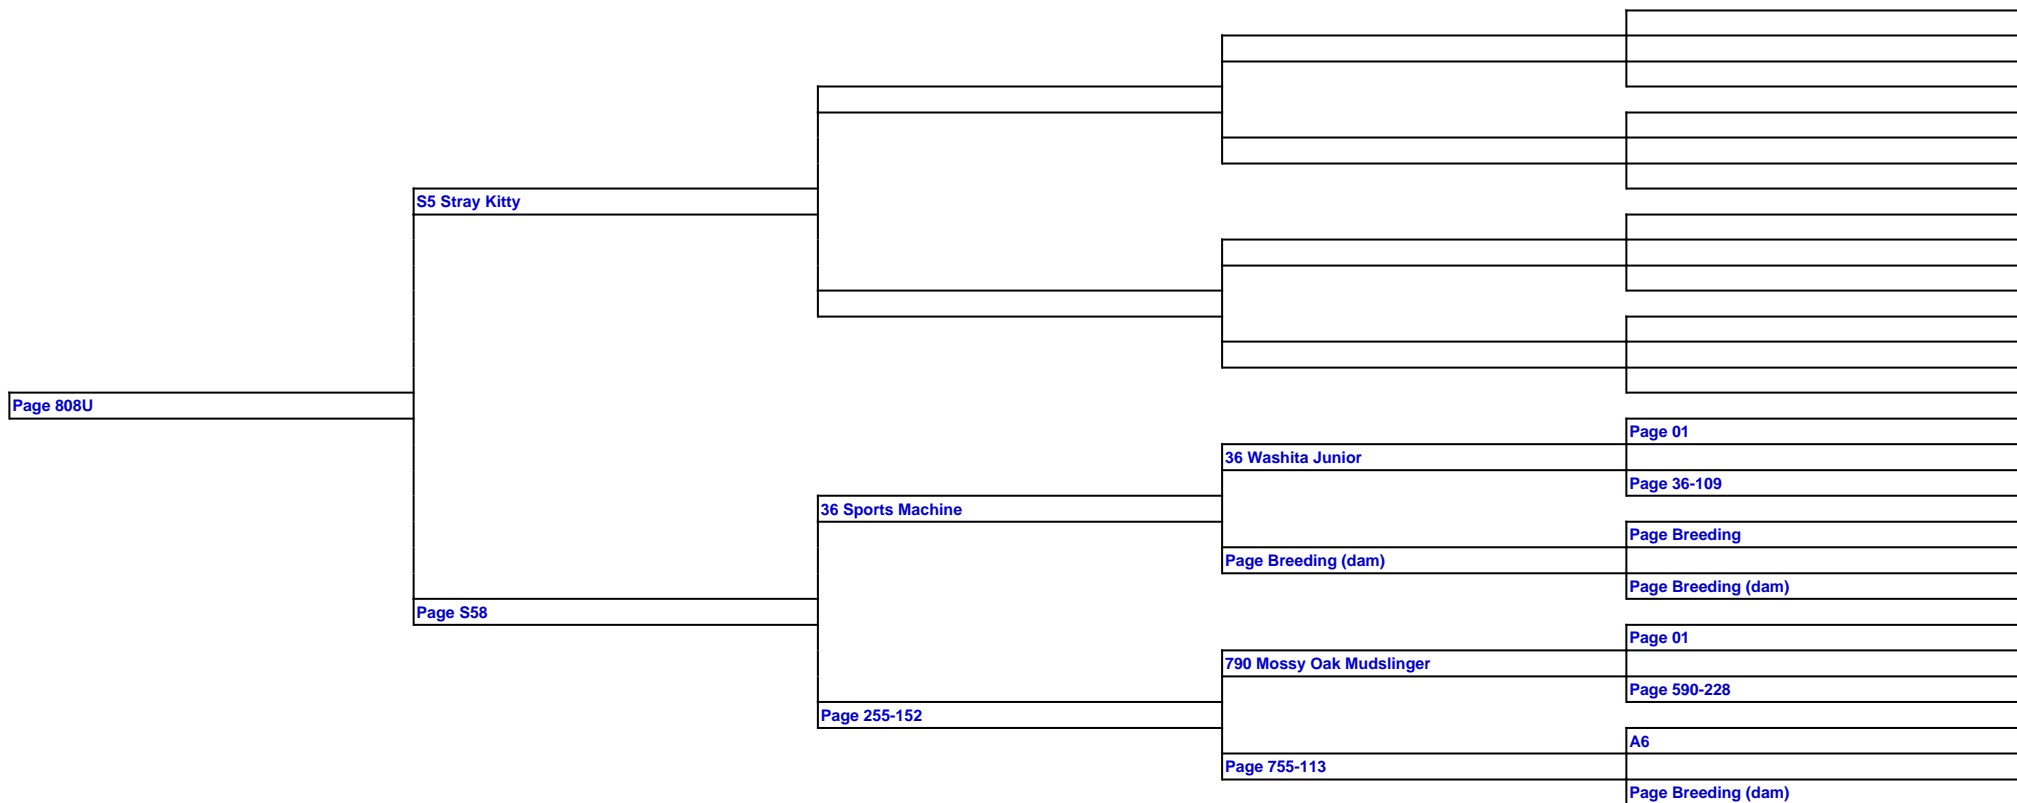 S5 Stray Kitty
Page 808U
Page 01
36 Washita Junior
Page 36-109
36 Sports Machine
Page Breeding
Page Breeding (dam)
Page Breeding (dam)
Page S58
Page 01
790 Mossy Oak Mudslinger
Page 590-228
Page 255-152
A6
Page 755-113
Page Breeding (dam)